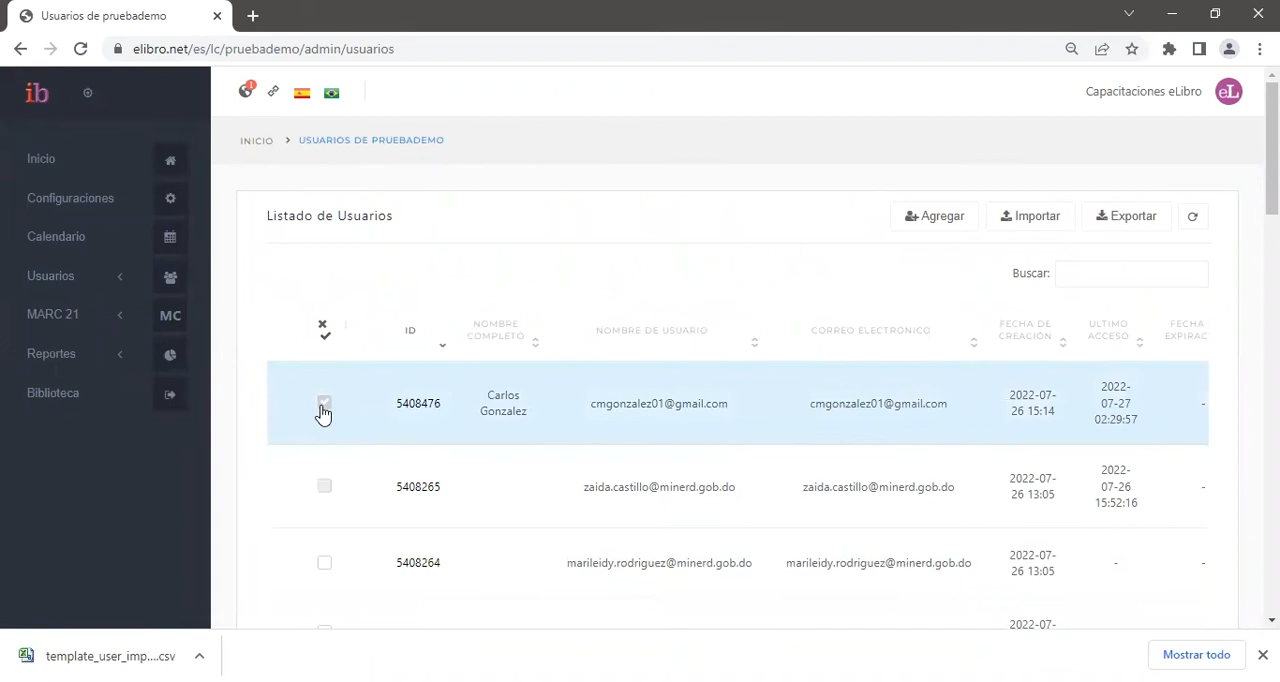 Usuarios de pruebademo
elibro.net/es/lc/pruebademo/admin/usuarios
ib
1
Capacitaciones eLibro
eL
INICIO > USUARIOS DE PRUEBADEMO
Inicio
Configuraciones
Calendario
Usuarios
MARC 21
MC
Reportes
Biblioteca
Listado de Usuarios
Agregar
Importar
Exportar
Buscar:
ID
NOMBRE
COMPLETO
NOMBRE DE USUARIO
CORREO ELECTRÓNICO
FECHA DE
CREACIÓN
ULTIMO
ACCESO
FECHA
EXPIRAC
5408476
Carlos
Gonzalez
cmgonzalez01@gmail.com
cmgonzalez01@gmail.com
2022-07-
26 15:14
2022-
07-27
02:29:57
-
5408265
zaida.castillo@minerd.gob.do
zaida.castillo@minerd.gob.do
2022-07-
26 13:05
2022-
07-26
15:52:16
-
5408264
marileidy.rodriguez@minerd.gob.do
marileidy.rodriguez@minerd.gob.do
2022-07-
26 13:05
-
-
2022-07-
template_user_imp....csv
Mostrar todo